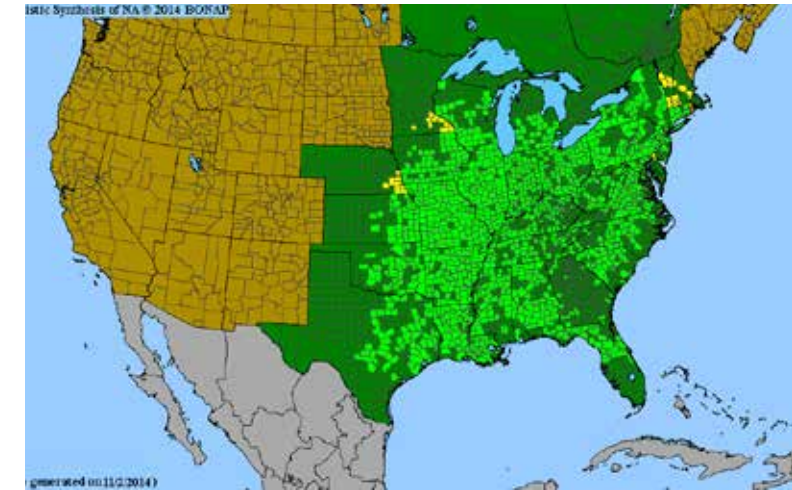 istic Synthesis of NA © 2014 BONAP
generated on 11/2/2014)